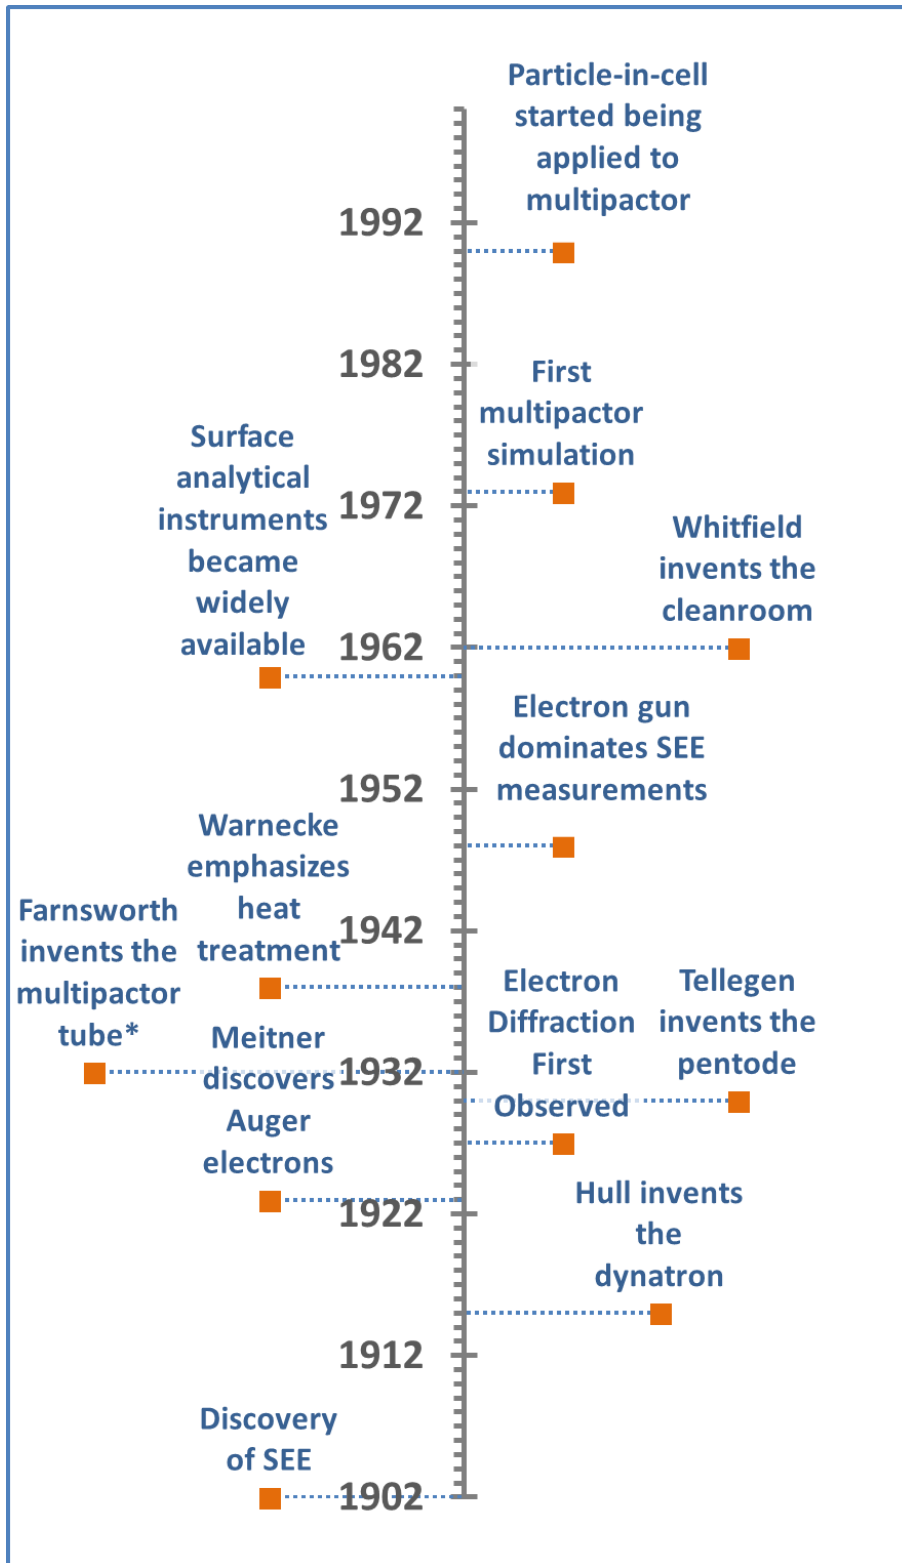 Particle-in-cell
started being
applied to
multipactor
1992
1982
First
multipactor
simulation
Surface
analytical
instruments
became
widely
available
1972
Whitfield
invents the
cleanroom
1962
Electron gun
dominates SEE
measurements
1952
Warnecke
emphasizes
heat
treatment
Farnsworth
invents the
multipactor
tube*
1942
Electron
Diffraction
First
Observed
Tellegen
invents the
pentode
Meitner
discovers
Auger
electrons
1932
1922
Hull invents
the
dynatron
1912
Discovery
of SEE
1902